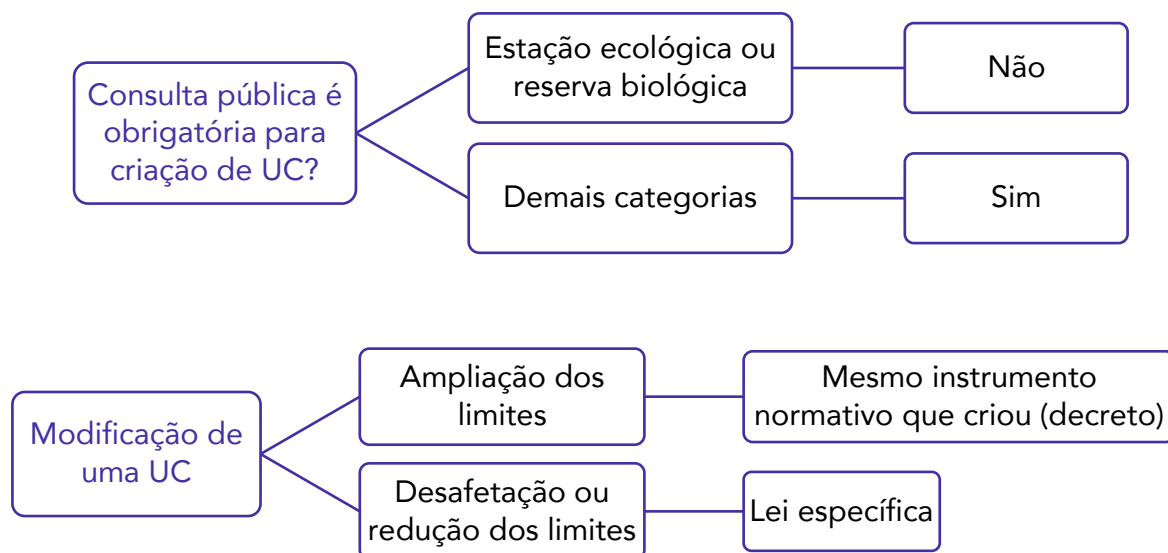 Consulta pública é
obrigatória para
criação de UC?
Estação ecológica ou
reserva biológica
Não
Demais categorias
Sim
Modificação de
uma UC
Ampliação dos
limites
Mesmo instrumento
normativo que criou (decreto)
Desafetação ou
redução dos limites
Lei específica